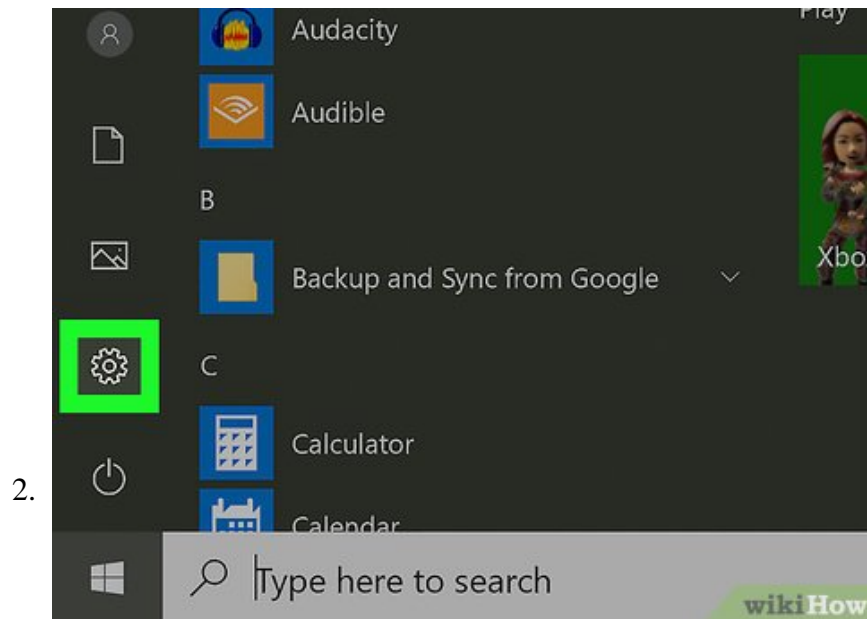 Play
Audacity
Audible
B
Xbo
Backup and Sync from Google
C
Calculator
2.
Calendar
Type here to search
wikiHow